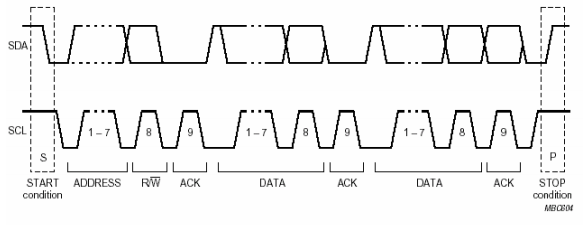 SDA
SCL
1 – 7
8
9
1 – 7
8
9
1 – 7
8
9
S
P
START
condition
ADDRESS
R/W̅
ACK
DATA
ACK
DATA
ACK
STOP
condition
MBC604